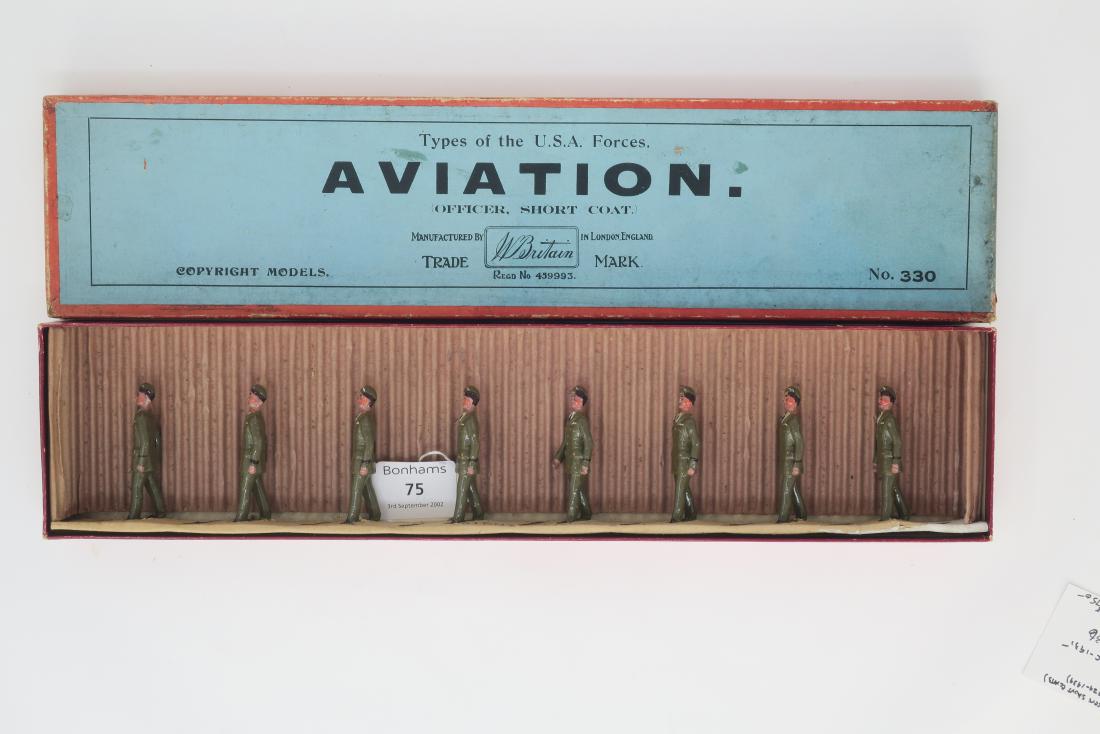 Types of the U.S.A. Forces.
AVIATION.
(OFFICER, SHORT COAT.)
MANUFACTURED BY W Britain IN LONDON, ENGLAND.
TRADE MARK.
REGD No 459993.
COPYRIGHT MODELS.
No. 330
Bonhams
75
3rd September 2002